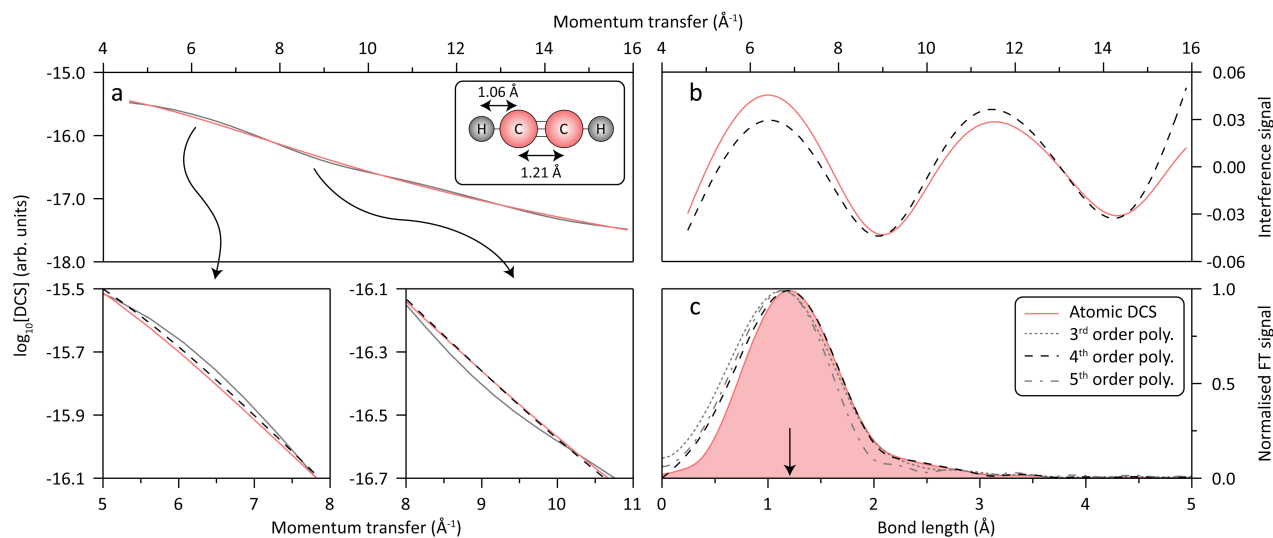 Momentum transfer (Å⁻¹)
4 6 8 10 12 14 16
4 6 8 10 12 14 16
a
-15.0
-16.0
-17.0
-18.0
1.06 Å
H C C H
1.21 Å
b
0.06
0.03
0.00
-0.03
-0.06
Interference signal
log₁₀[DCS] (arb. units)
-15.5
-15.7
-15.9
-16.1
5 6 7 8
-16.1
-16.3
-16.5
-16.7
8 9 10 11
Momentum transfer (Å⁻¹)
c
Atomic DCS
3ʳᵈ order poly.
4ᵗʰ order poly.
5ᵗʰ order poly.
1.0
0.5
0.0
Normalised FT signal
0 1 2 3 4 5
Bond length (Å)